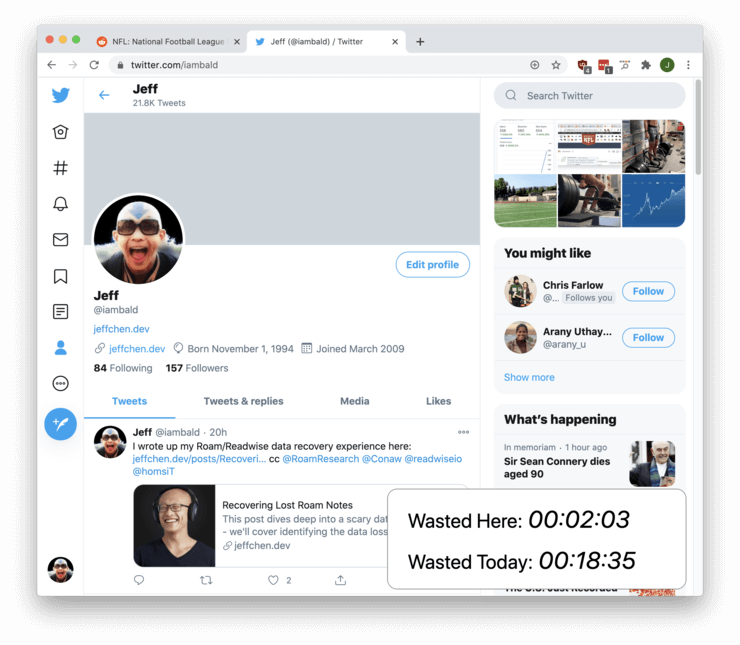 NFL: National Football League
Jeff (@iambald) / Twitter
twitter.com/iambald
4
1
J
Jeff
21.8K Tweets
Edit profile
Jeff
@iambald
jeffchen.dev
jeffchen.dev Born November 1, 1994 Joined March 2009
84 Following 157 Followers
Tweets Tweets & replies Media Likes
Jeff @iambald · 20h
I wrote up my Roam/Readwise data recovery experience here:
jeffchen.dev/posts/Recoveri... cc @RoamResearch @Conaw @readwiseio
@homsiT
Recovering Lost Roam Notes
This post dives deep into a scary dat
- we'll cover identifying the data loss
jeffchen.dev
2
Search Twitter
You might like
Chris Farlow
@... Follows you
Follow
Arany Uthay...
@arany_u
Follow
Show more
What's happening
In memoriam · 1 hour ago
Sir Sean Connery dies
aged 90
Wasted Here: 00:02:03
Wasted Today: 00:18:35
The U.S. Just Recorded